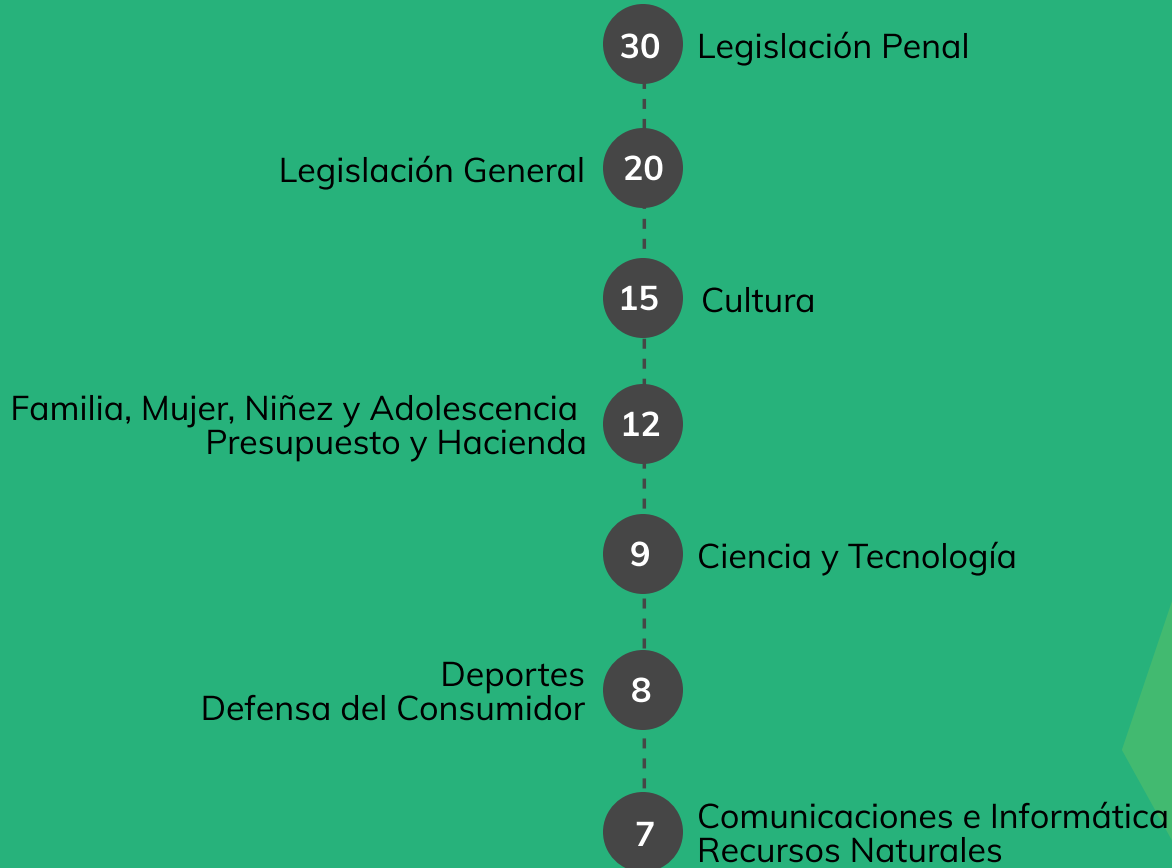 30 Legislación Penal
Legislación General 20
15 Cultura
Familia, Mujer, Niñez y Adolescencia
Presupuesto y Hacienda
12
9 Ciencia y Tecnología
Deportes
Defensa del Consumidor
8
7
Comunicaciones e Informática
Recursos Naturales